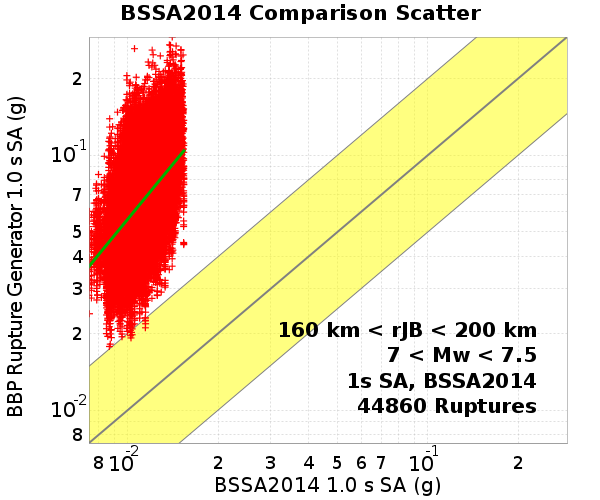 BSSA2014 Comparison Scatter
BBP Rupture Generator 1.0 s SA (g)
2
10-1
7
5
4
3
2
10-2
8
160 km < rJB < 200 km
7 < Mw < 7.5
1s SA, BSSA2014
44860 Ruptures
8 10-2 2 3 4 5 6 7 10-1 2
BSSA2014 1.0 s SA (g)